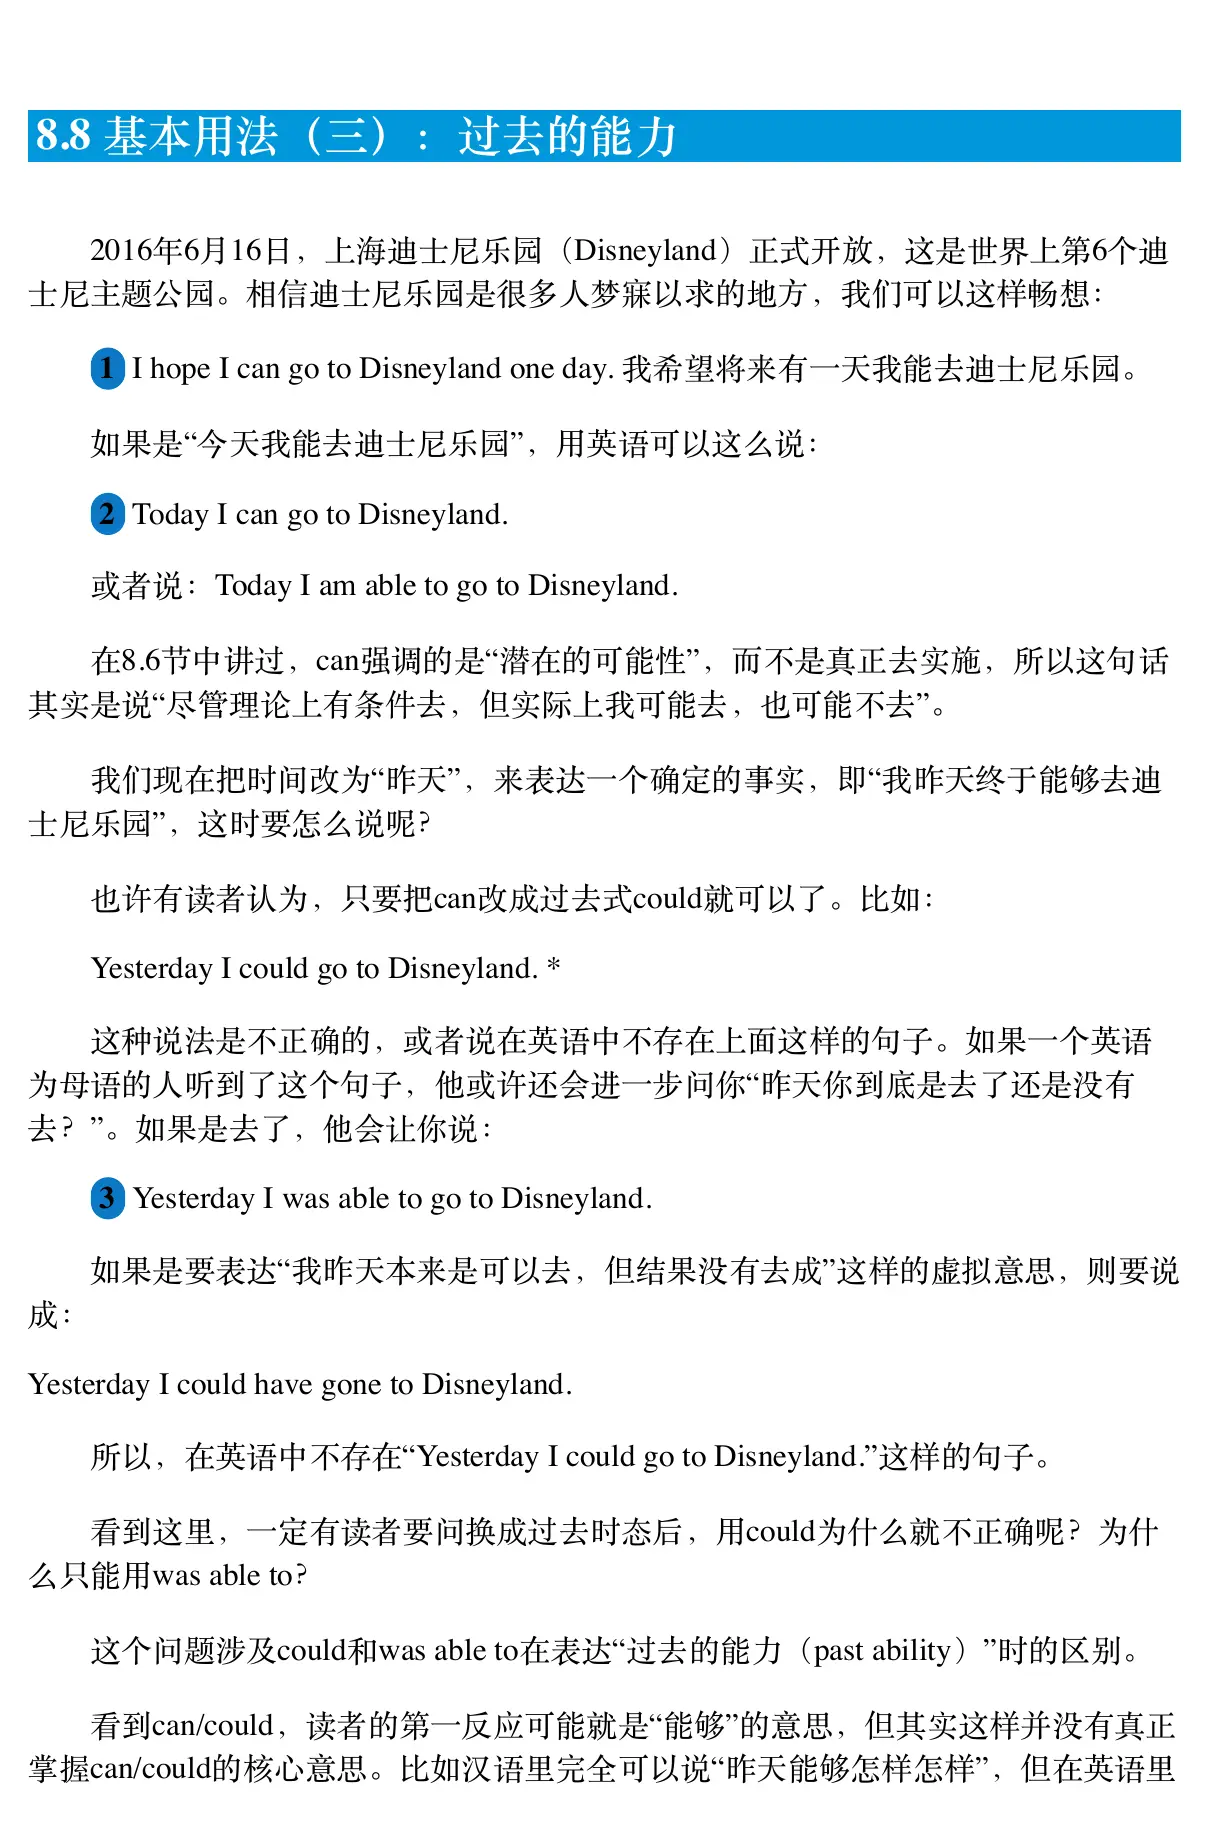 8.8 基本用法（三）：过去的能力
2016年6月16日，上海迪士尼乐园（Disneyland）正式开放，这是世界上第6个迪
士尼主题公园。相信迪士尼乐园是很多人梦寐以求的地方，我们可以这样畅想：
1 I hope I can go to Disneyland one day. 我希望将来有一天我能去迪士尼乐园。
如果是“今天我能去迪士尼乐园”，用英语可以这么说：
2 Today I can go to Disneyland.
或者说：Today I am able to go to Disneyland.
在8.6节中讲过，can强调的是“潜在的可能性”，而不是真正去实施，所以这句话
其实是说“尽管理论上有条件去，但实际上我可能去，也可能不去”。
我们现在把时间改为“昨天”，来表达一个确定的事实，即“我昨天终于能够去迪
士尼乐园”，这时要怎么说呢？
也许有读者认为，只要把can改成过去式could就可以了。比如：
Yesterday I could go to Disneyland. *
这种说法是不正确的，或者说在英语中不存在上面这样的句子。如果一个英语
为母语的人听到了这个句子，他或许还会进一步问你“昨天你到底是去了还是没有
去？”。如果是去了，他会让你说：
3 Yesterday I was able to go to Disneyland.
如果是要表达“我昨天本来是可以去，但结果没有去成”这样的虚拟意思，则要说
成：
Yesterday I could have gone to Disneyland.
所以，在英语中不存在“Yesterday I could go to Disneyland.”这样的句子。
看到这里，一定有读者要问换成过去时态后，用could为什么就不正确呢？为什
么只能用was able to？
这个问题涉及could和was able to在表达“过去的能力（past ability）”时的区别。
看到can/could，读者的第一反应可能就是“能够”的意思，但其实这样并没有真正
掌握can/could的核心意思。比如汉语里完全可以说“昨天能够怎样怎样”，但在英语里